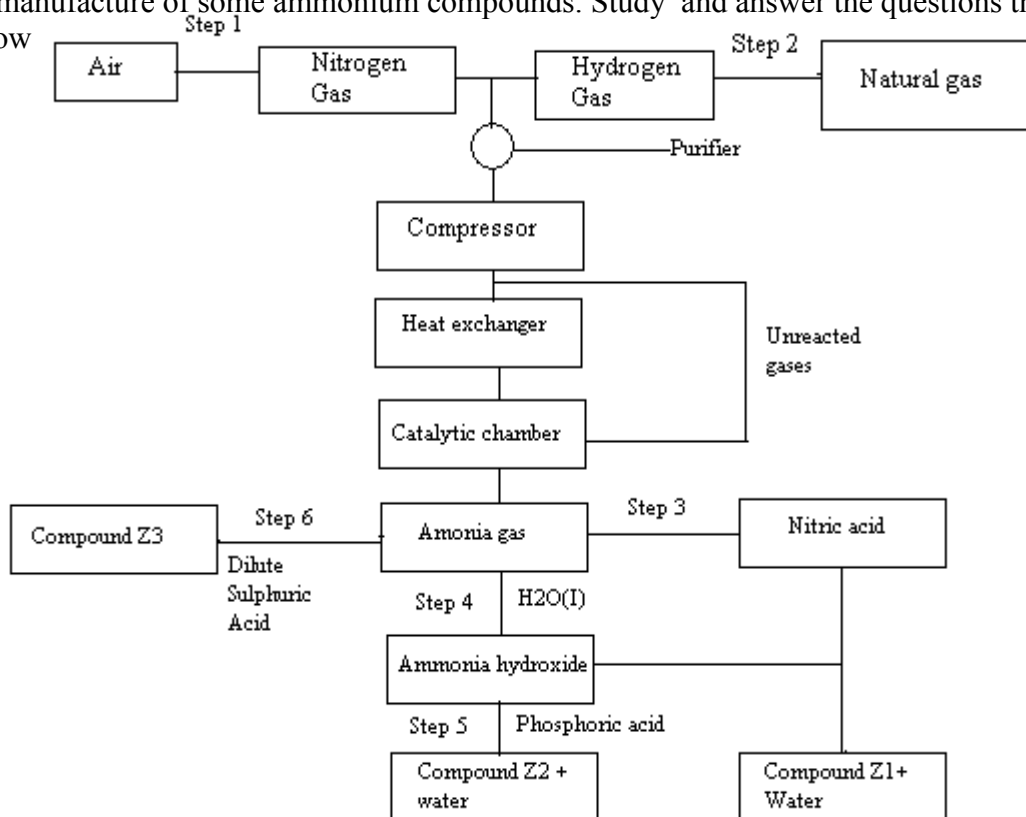 manufacture of some ammonium compounds. Study and answer the questions
ow
Step 1
Air
Nitrogen
Gas
Hydrogen
Gas
Step 2
Natural gas
Purifier
Compressor
Heat exchanger
Unreacted
gases
Catalytic chamber
Compound Z3
Step 6
Dilute
Sulphuric
Acid
Amonia gas
Step 3
Nitric acid
Step 4
H2O(I)
Ammonia hydroxide
Step 5
Phosphoric acid
Compound Z2 +
water
Compound Z1+
Water